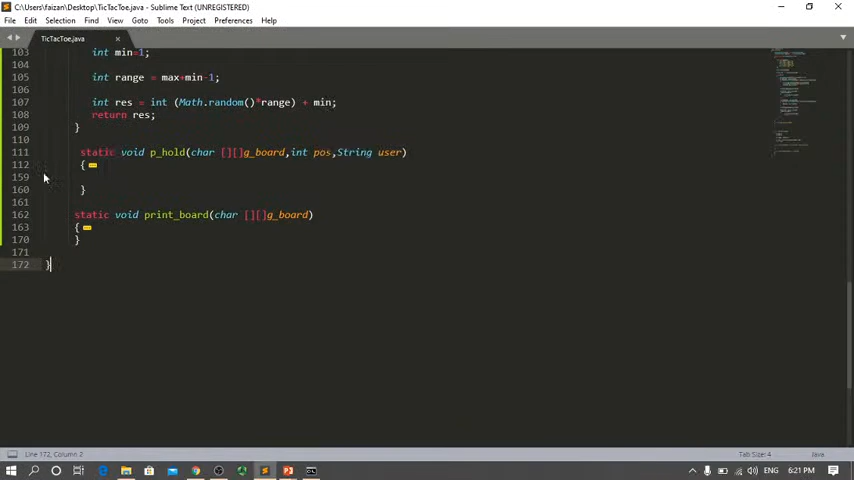 C:\Users\faizan\Desktop\TicTacToe.java - Sublime Text (UNREGISTERED)
File Edit Selection Find View Goto Tools Project Preferences Help
TicTacToe.java
103 int min=1;
104
105 int range = max+min-1;
106
107 int res = int (Math.random()*range) + min;
108 return res;
109 }
110
111 static void p_hold(char [][]g_board,int pos,String user)
112 {
159
160 }
161
162 static void print_board(char [][]g_board)
163 {
170 }
171
172 }
Line 172, Column 2 Tab Size: 4 Java
ENG 6:21 PM